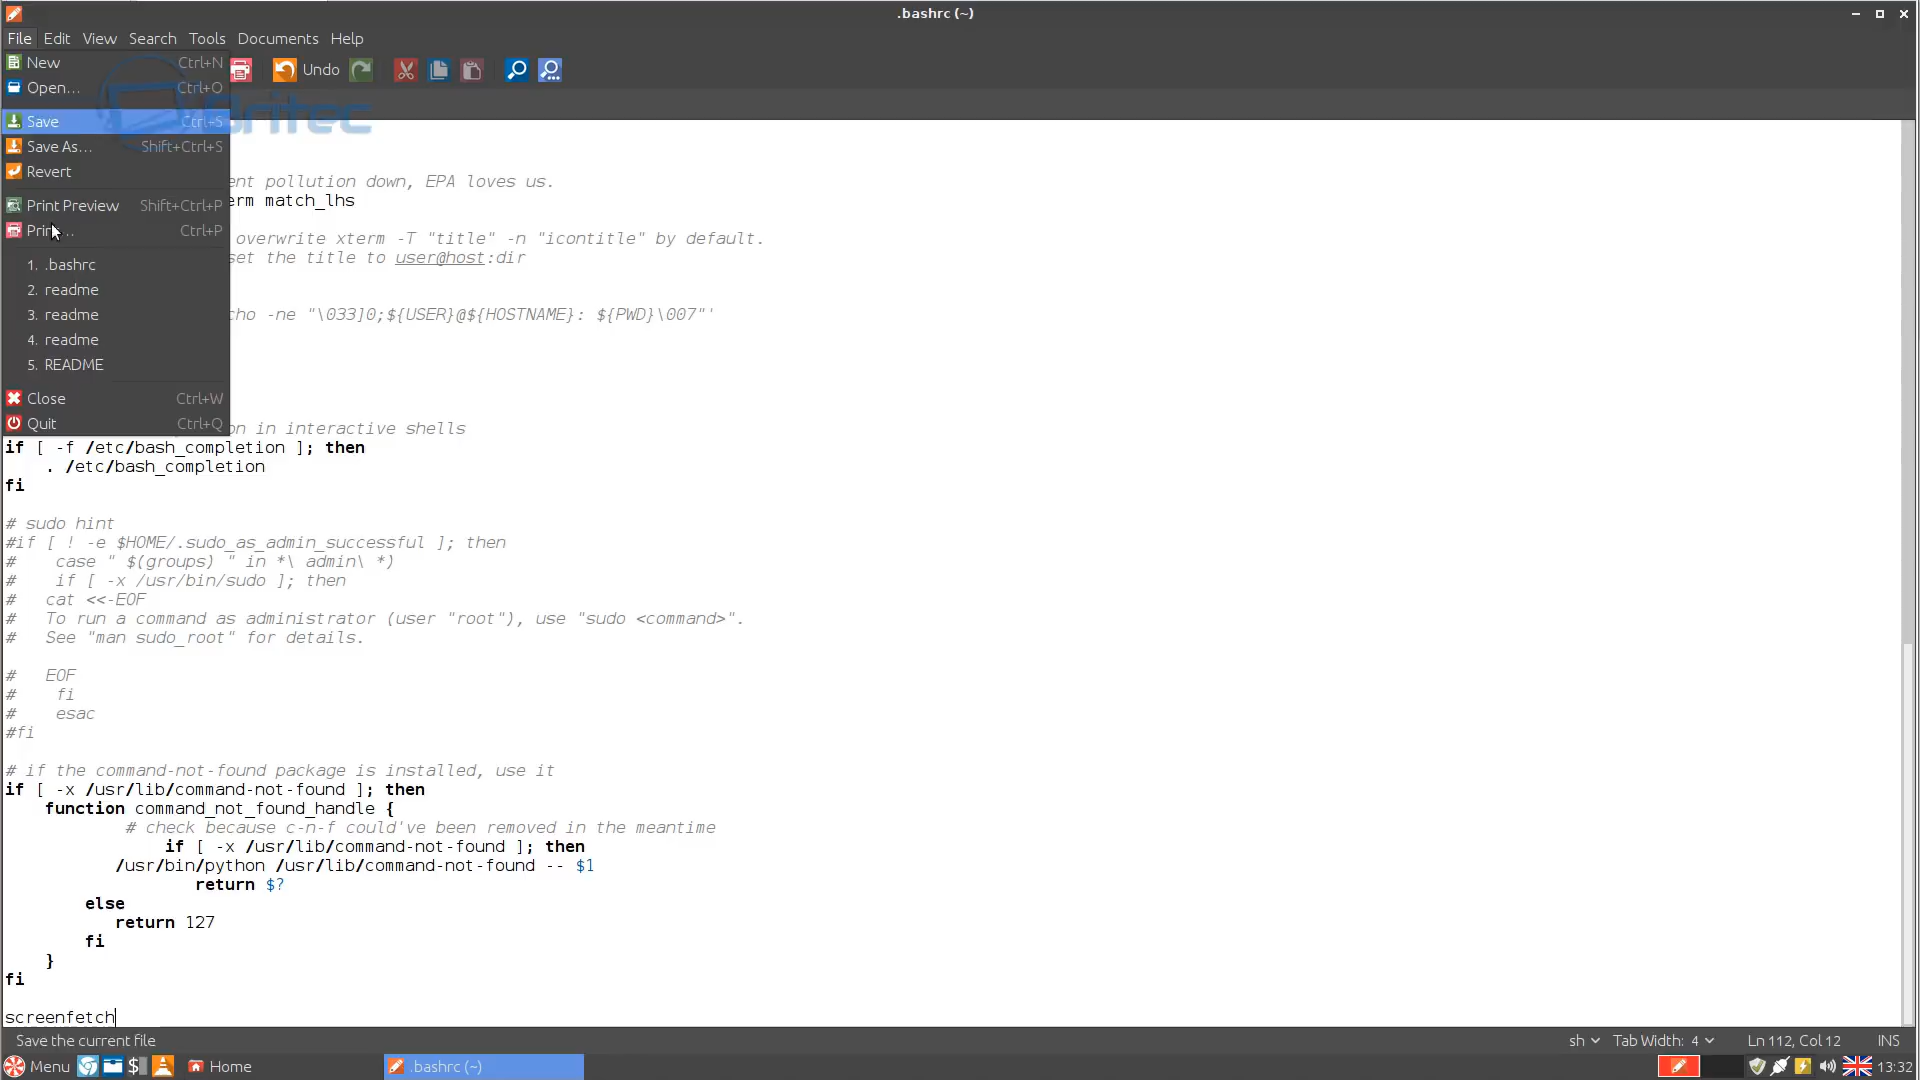 .bashrc (~)
File Edit View Search Tools Documents Help
New Ctrl+N
Open... Ctrl+O
Undo
Britec
Save Ctrl+S
Save As... Shift+Ctrl+S
Revert
Print Preview Shift+Ctrl+P
Ctrl+P
1. .bashrc
2. readme
3. readme
4. readme
5. README
Close Ctrl+W
Quit Ctrl+Q
ent pollution down, EPA loves us.
erm match_lhs
overwrite xterm -T "title" -n "icontitle" by default.
set the title to user@host:dir
cho -ne "\033]0;${USER}@${HOSTNAME}: ${PWD}\007"'
on in interactive shells
if [ -f /etc/bash_completion ]; then
. /etc/bash_completion
fi
# sudo hint
#if [ ! -e $HOME/.sudo_as_admin_successful ]; then
# case " $(groups) " in *\ admin\ *)
# if [ -x /usr/bin/sudo ]; then
# cat <<-EOF
# To run a command as administrator (user "root"), use "sudo <command>".
# See "man sudo_root" for details.
# EOF
# fi
# esac
#fi
# if the command-not-found package is installed, use it
if [ -x /usr/lib/command-not-found ]; then
function command_not_found_handle {
# check because c-n-f could've been removed in the meantime
if [ -x /usr/lib/command-not-found ]; then
/usr/bin/python /usr/lib/command-not-found -- $1
return $?
else
return 127
fi
}
fi
screenfetch
Save the current file sh Tab Width: 4 Ln 112, Col 12 INS
Menu Home .bashrc (~) 13:32